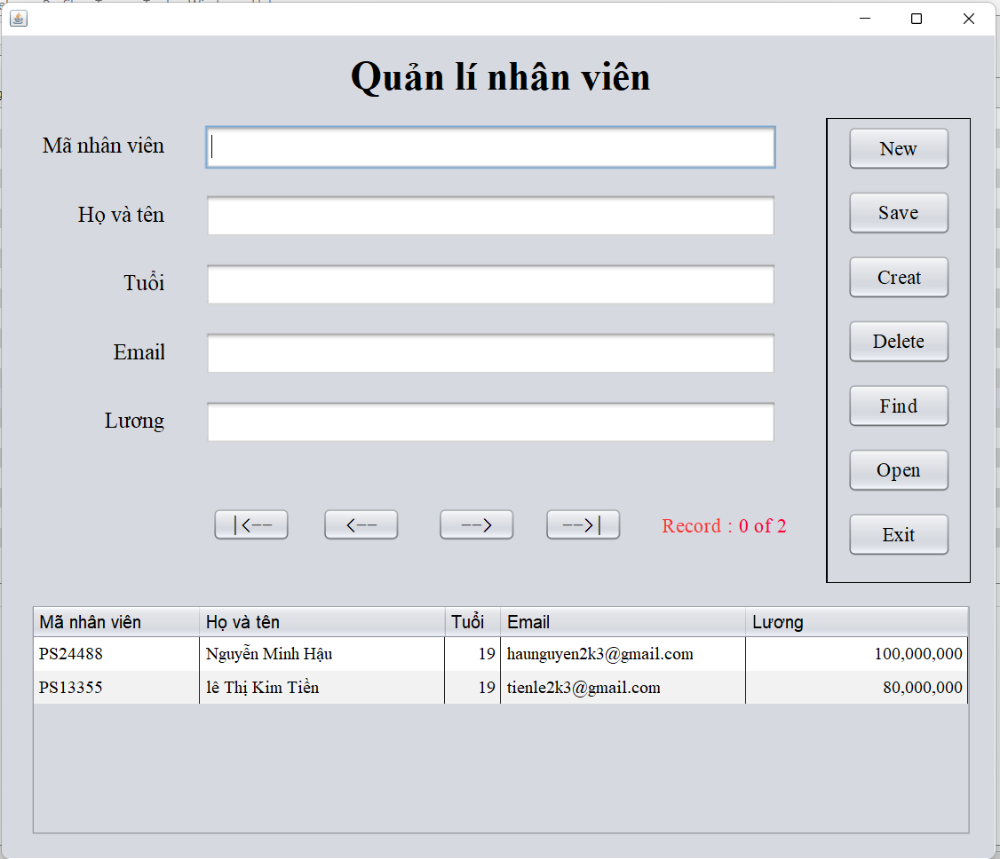 Quản lí nhân viên
Mã nhân viên
New
Họ và tên
Save
Tuổi
Creat
Email
Delete
Lương
Find
Open
|<-- <-- -->  -->| Record : 0 of 2
Exit
Mã nhân viên Họ và tên Tuổi Email Lương
PS24488 Nguyễn Minh Hậu 19 haunguyen2k3@gmail.com 100,000,000
PS13355 lê Thị Kim Tiền 19 tienle2k3@gmail.com 80,000,000